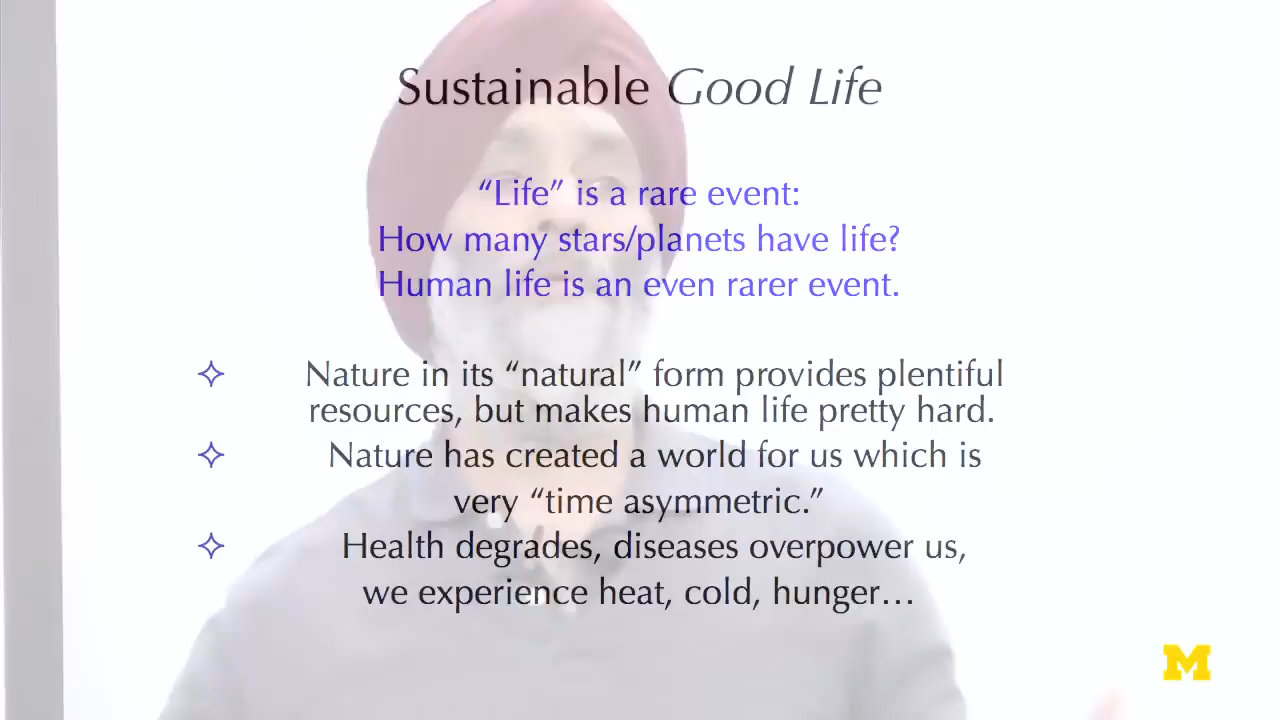 Sustainable Good Life
“Life” is a rare event:
How many stars/planets have life?
Human life is an even rarer event.
Nature in its “natural” form provides plentiful
resources, but makes human life pretty hard.
Nature has created a world for us which is
very “time asymmetric.”
Health degrades, diseases overpower us,
we experience heat, cold, hunger…
M